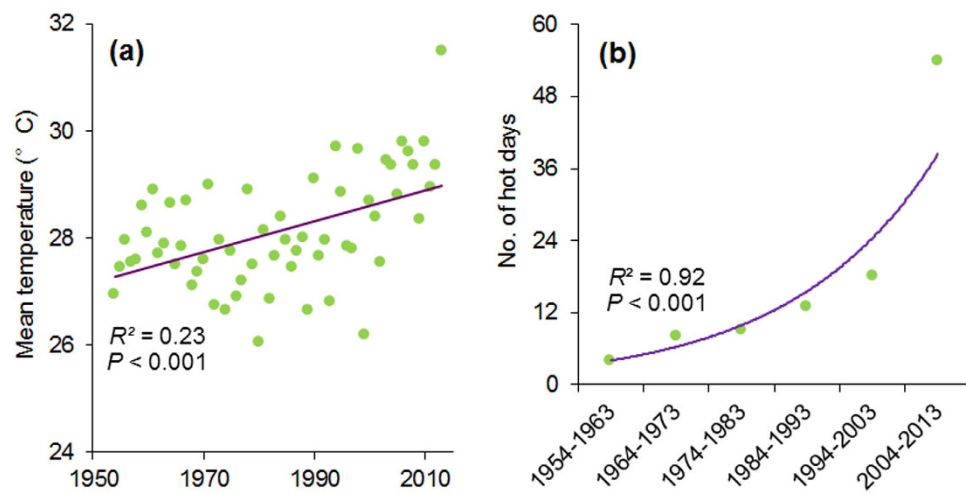 (a)
Mean temperature (° C)
32
30
28
26
24
R² = 0.23
P < 0.001
1950
1970
1990
2010
(b)
No. of hot days
60
48
36
24
12
0
R² = 0.92
P < 0.001
1954-1963
1964-1973
1974-1983
1984-1993
1994-2003
2004-2013